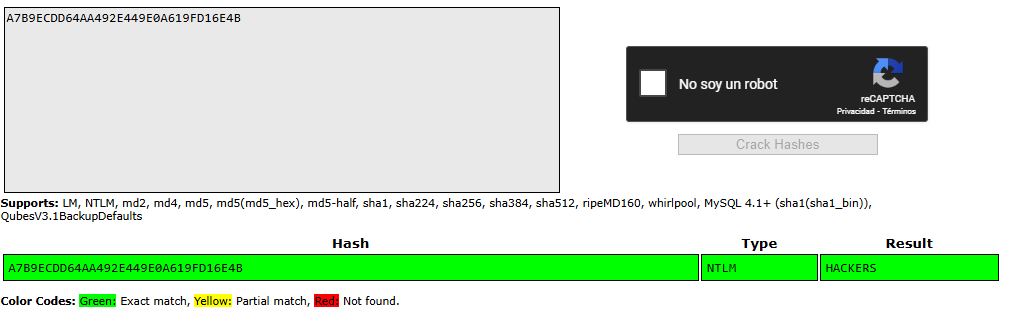 A7B9ECDD64AA492E449E0A619FD16E4B
No soy un robot
reCAPTCHA
Privacidad - Términos
Crack Hashes
Supports: LM, NTLM, md2, md4, md5, md5(md5_hex), md5-half, sha1, sha224, sha256, sha384, sha512, ripeMD160, whirlpool, MySQL 4.1+ (sha1(sha1_bin)),
QubesV3.1BackupDefaults
Hash Type Result
A7B9ECDD64AA492E449E0A619FD16E4B NTLM HACKERS
Color Codes: Green: Exact match, Yellow: Partial match, Red: Not found.